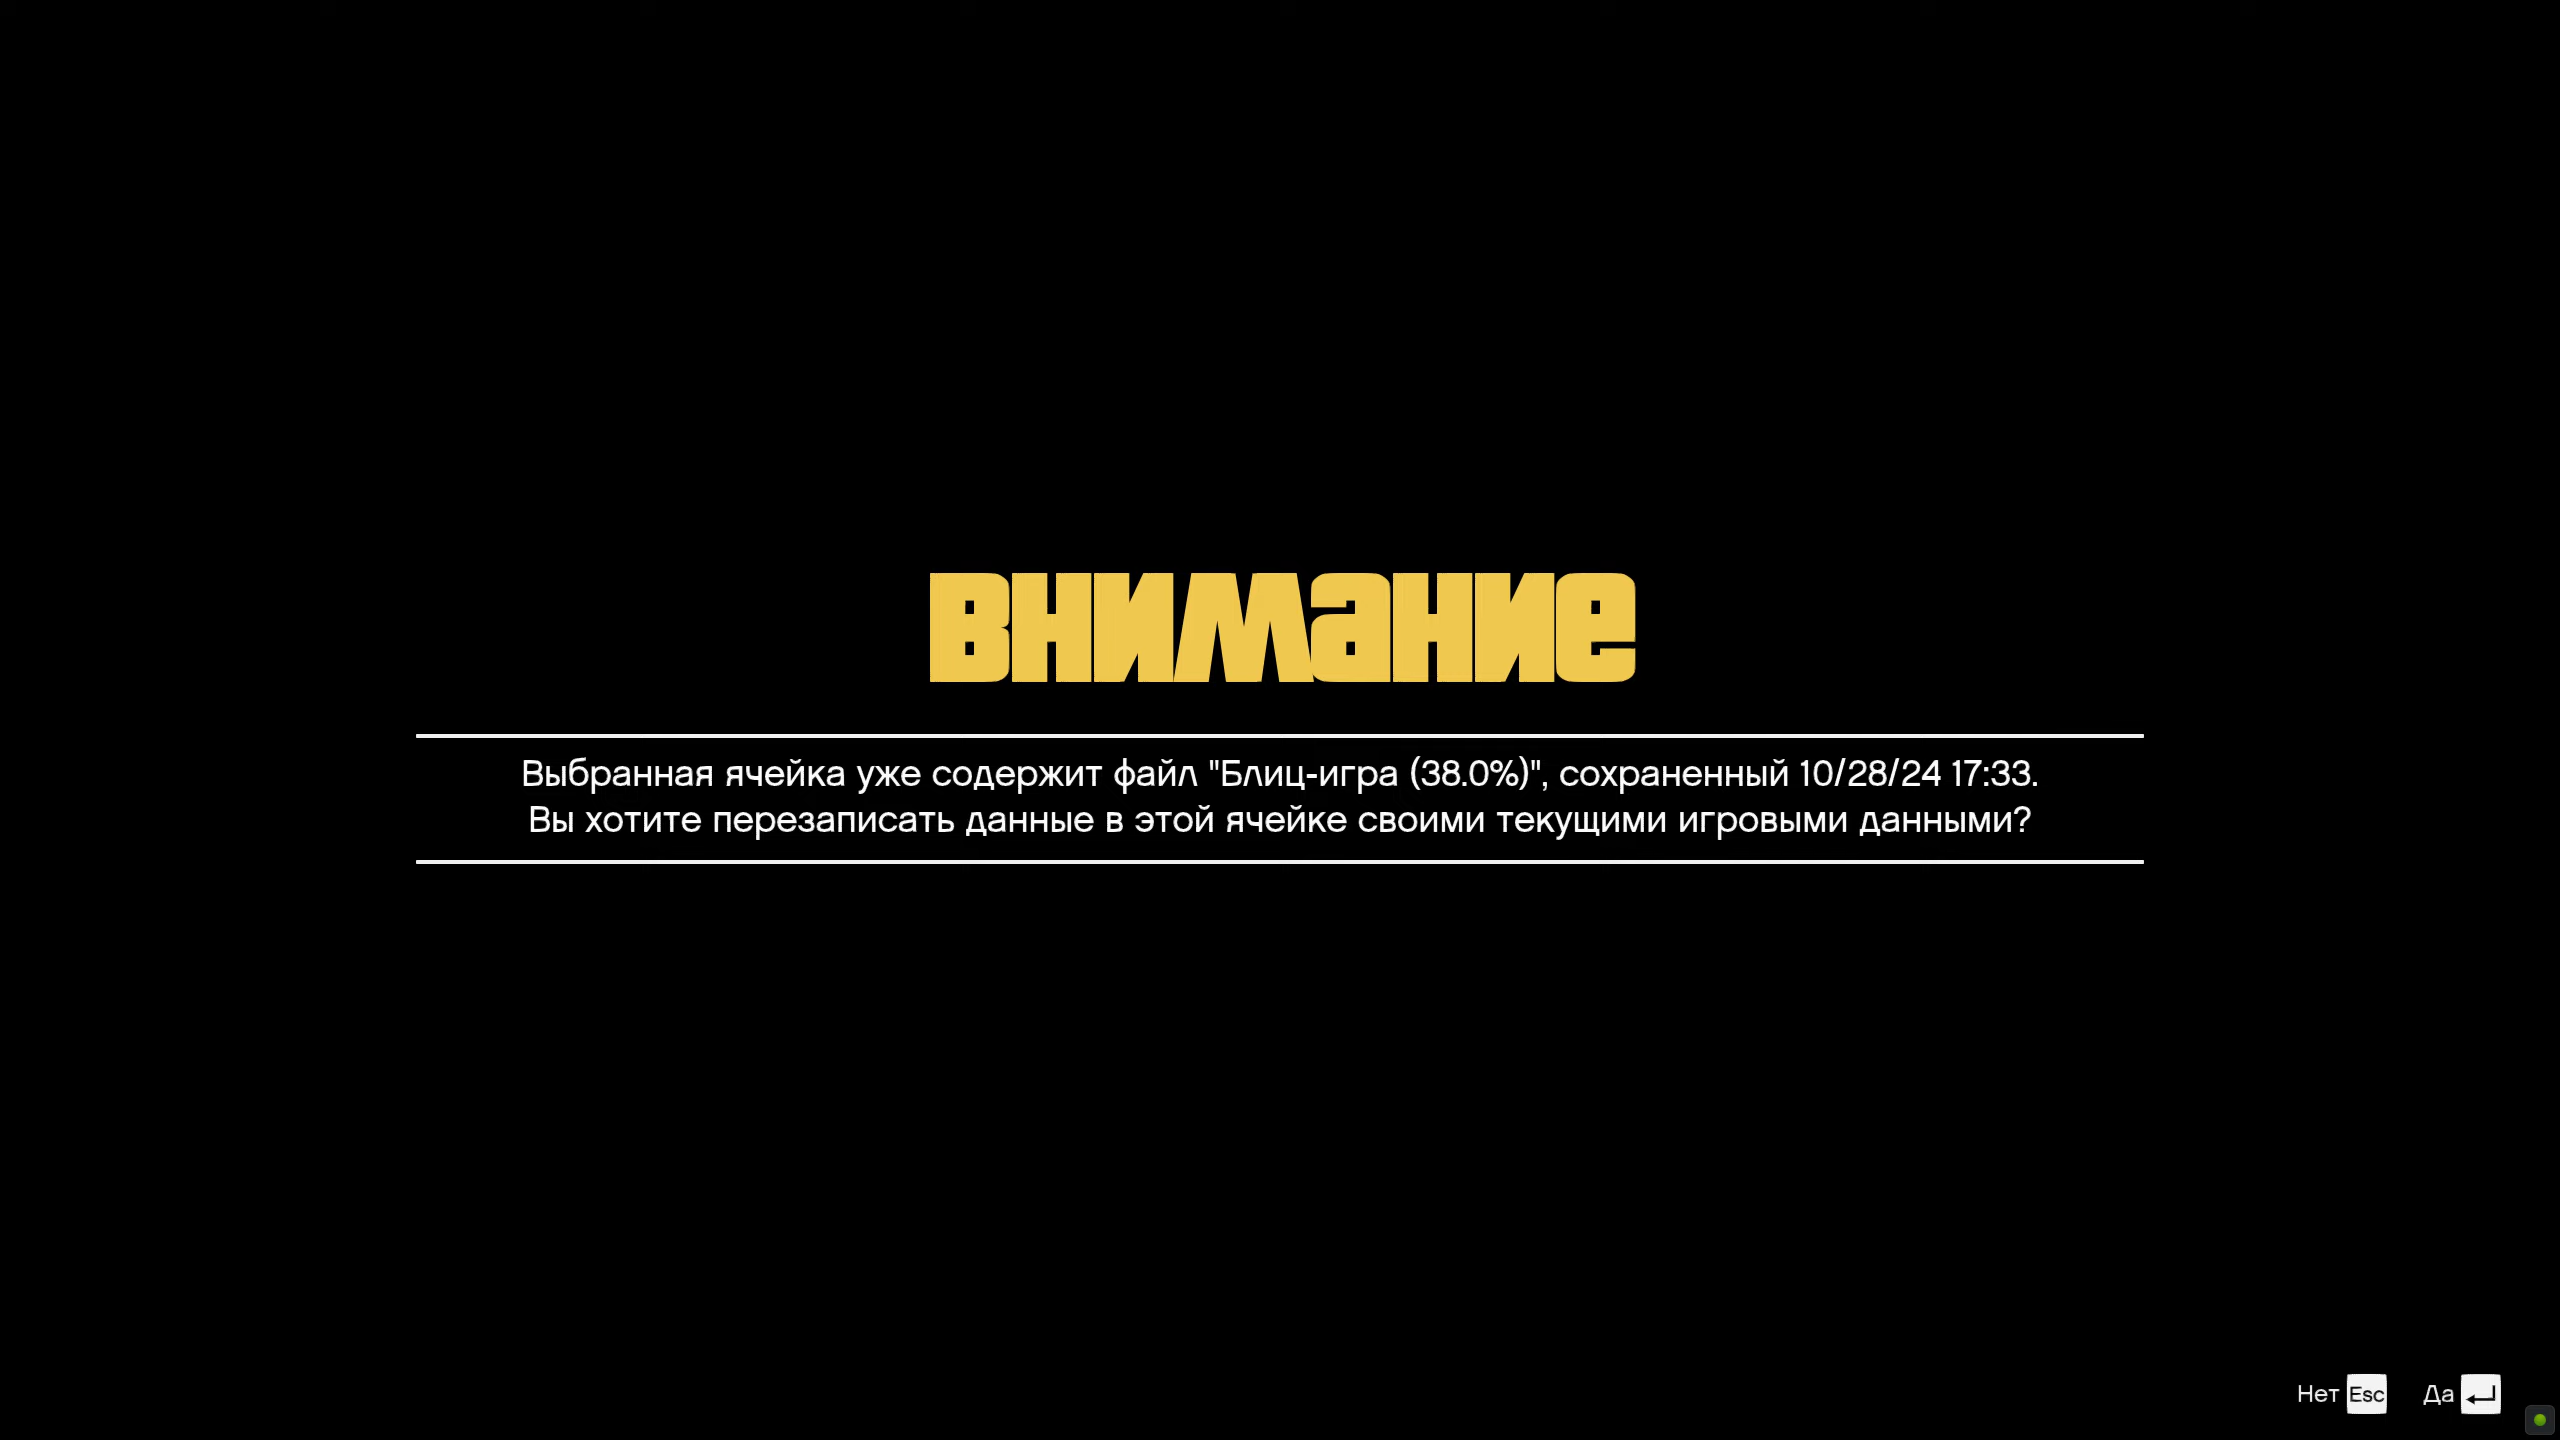 внимание
Выбранная ячейка уже содержит файл "Блиц-игра (38.0%)", сохраненный 10/28/24 17:33.
Вы хотите перезаписать данные в этой ячейке своими текущими игровыми данными?
Нет Esc Да